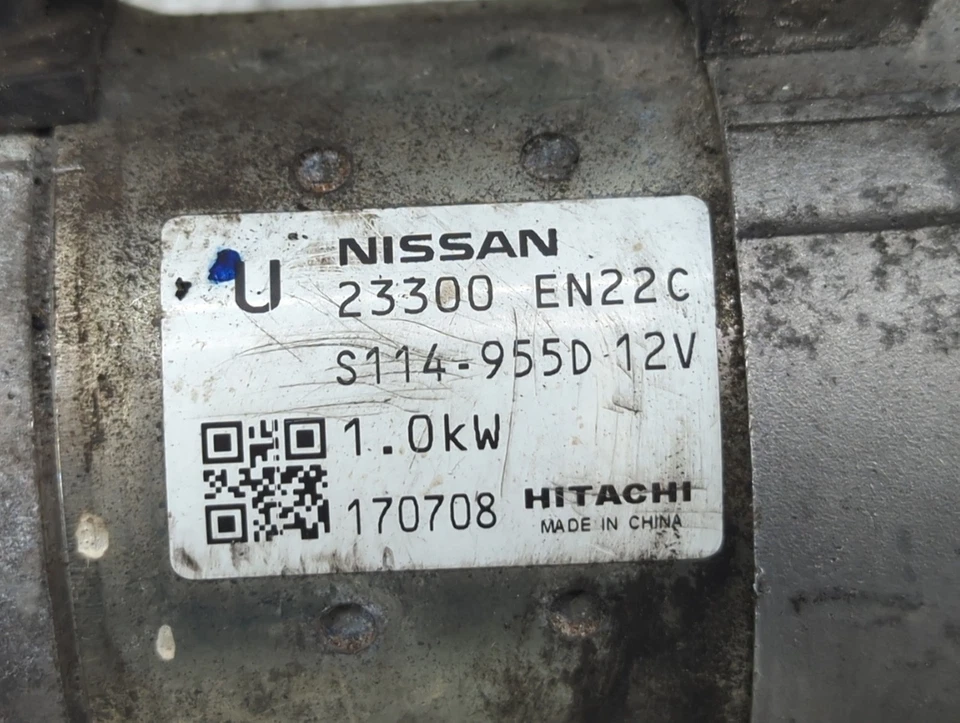 NISSAN
U 23300 EN22C
S114-955D 12V
1.0kW
170708 HITACHI
MADE IN CHINA